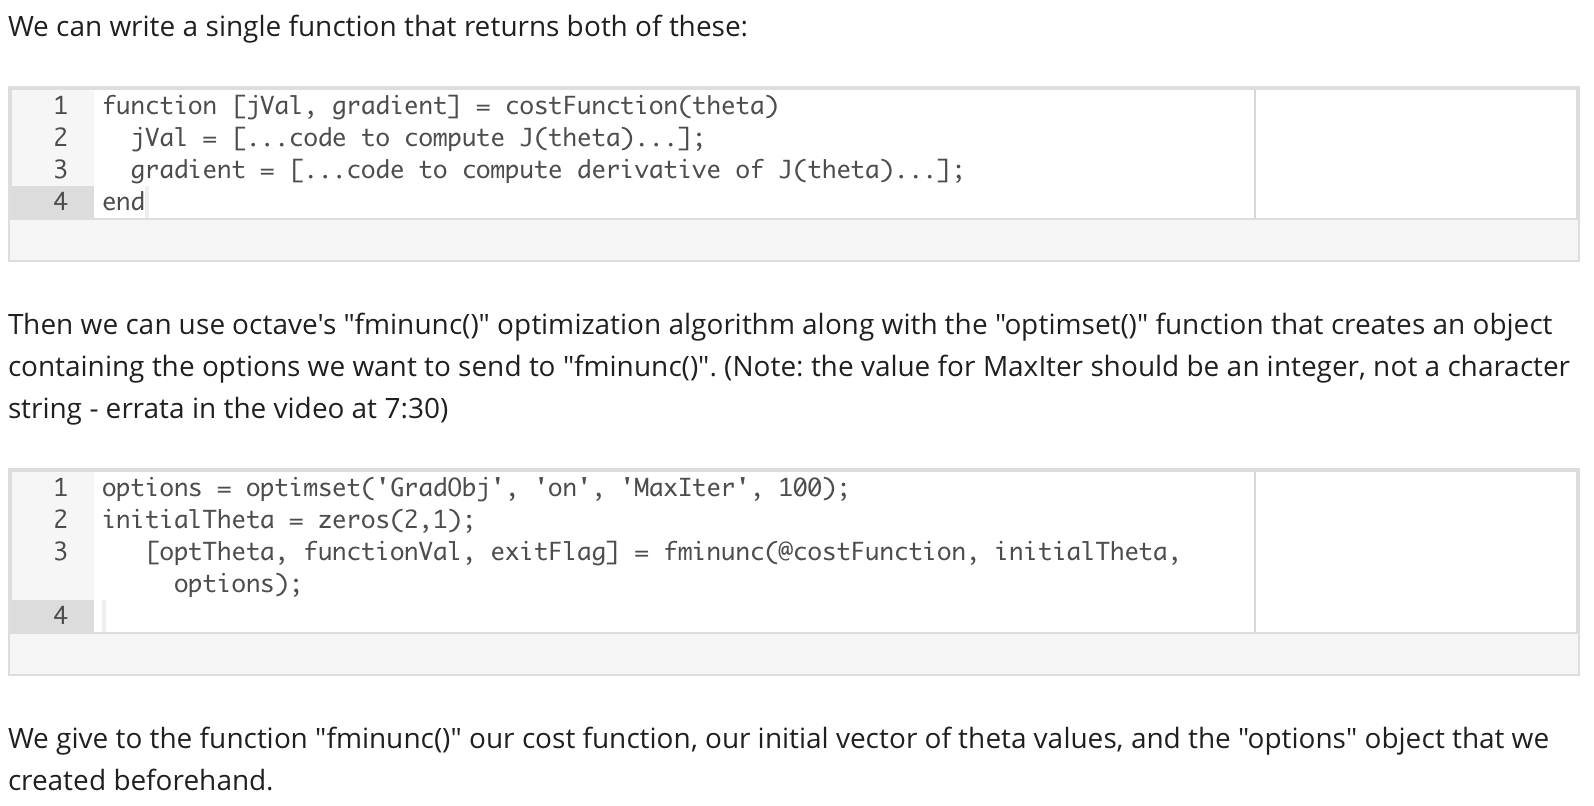 We can write a single function that returns both of these:
1 function [jVal, gradient] = costFunction(theta)
2   jVal = [...code to compute J(theta)...];
3   gradient = [...code to compute derivative of J(theta)...];
4 end
Then we can use octave's "fminunc()" optimization algorithm along with the "optimset()" function that creates an object
containing the options we want to send to "fminunc()". (Note: the value for MaxIter should be an integer, not a character
string - errata in the video at 7:30)
1 options = optimset('GradObj', 'on', 'MaxIter', 100);
2 initialTheta = zeros(2,1);
3    [optTheta, functionVal, exitFlag] = fminunc(@costFunction, initialTheta,
     options);
4
We give to the function "fminunc()" our cost function, our initial vector of theta values, and the "options" object that we
created beforehand.